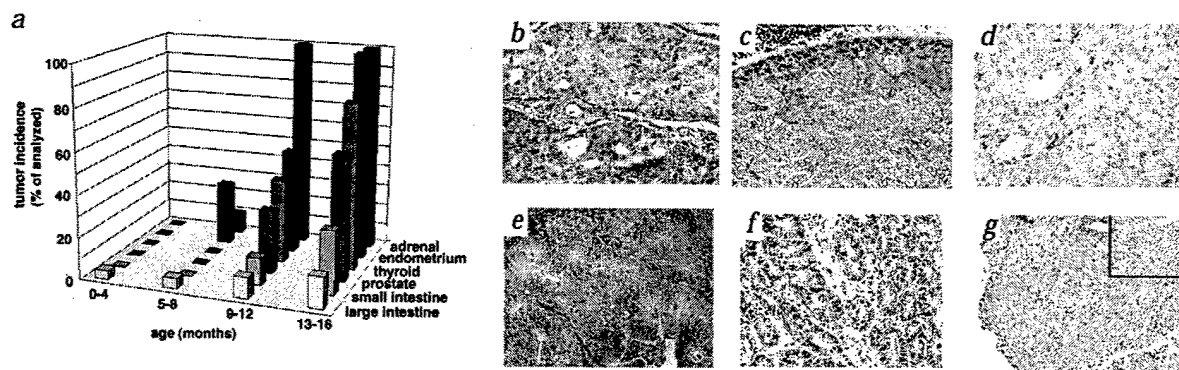 a
tumor incidence
(% of analyzed)
100
80
60
40
20
0
0-4
5-8
9-12
13-16
age (months)
adrenal
endometrium
thyroid
prostate
small intestine
large intestine
b
c
d
e
f
g